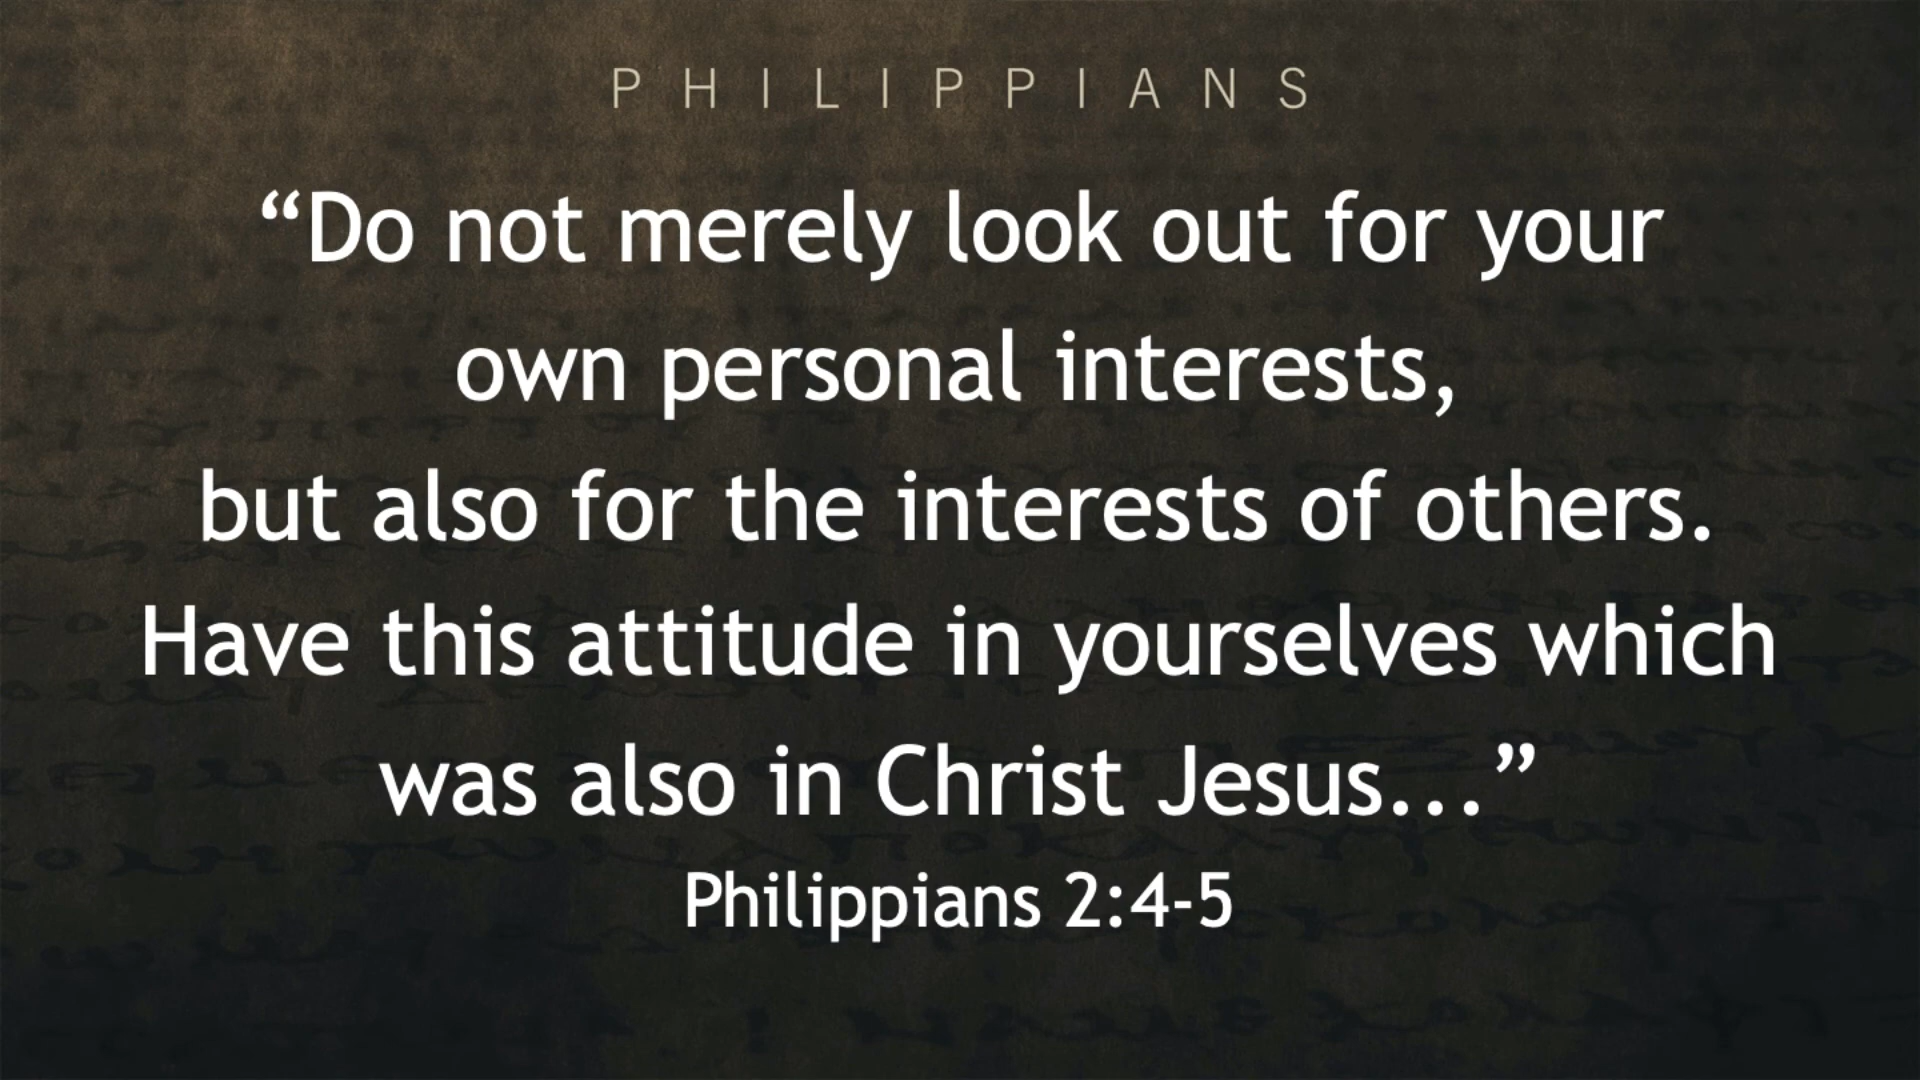 PHILIPPIANS
“Do not merely look out for your
own personal interests,
but also for the interests of others.
Have this attitude in yourselves which
was also in Christ Jesus...”
Philippians 2:4-5